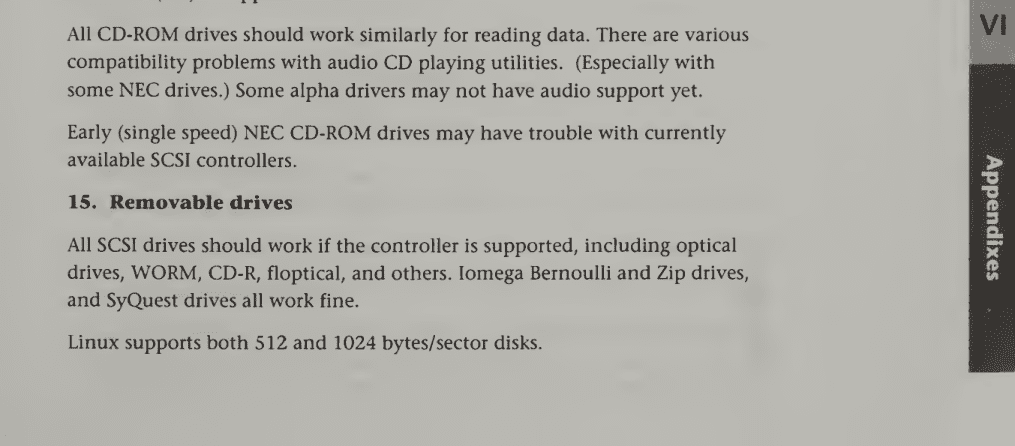 All CD-ROM drives should work similarly for reading data. There are various
compatibility problems with audio CD playing utilities. (Especially with
some NEC drives.) Some alpha drivers may not have audio support yet.
Early (single speed) NEC CD-ROM drives may have trouble with currently
available SCSI controllers.
15. Removable drives
All SCSI drives should work if the controller is supported, including optical
drives, WORM, CD-R, floptical, and others. Iomega Bernoulli and Zip drives,
and SyQuest drives all work fine.
Linux supports both 512 and 1024 bytes/sector disks.
VI
Appendixes